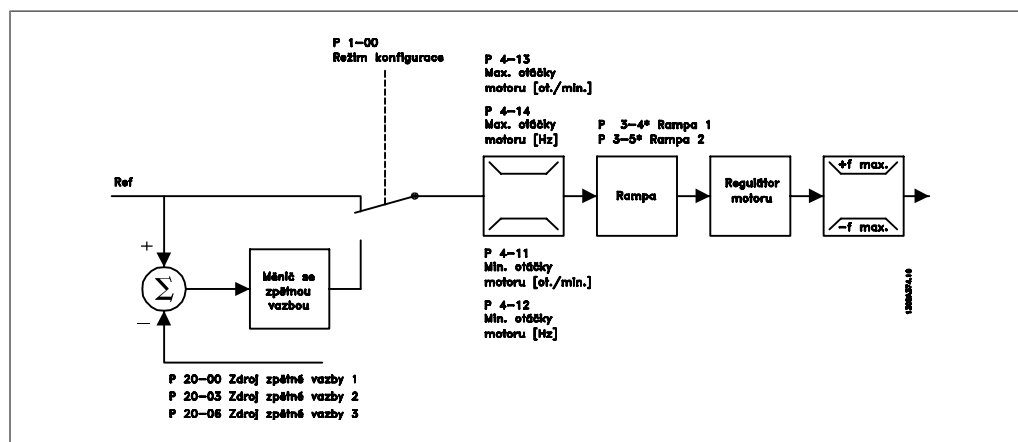 P 1-00
Režim konfigurace
P 4-13
Max. otáčky
motoru [ot./min.]
P 4-14
Max. otáčky
motoru [Hz]
P 3-4* Rampa 1
P 3-5* Rampa 2
Ref
+
Σ
−
Měnič se
zpětnou
vazbou
Rampa
Regulátor
motoru
+f max.
−f max.
P 4-11
Min. otáčky
motoru [ot./min.]
P 4-12
Min. otáčky
motoru [Hz]
P 20-00 Zdroj zpětné vazby 1
P 20-03 Zdroj zpětné vazby 2
P 20-06 Zdroj zpětné vazby 3